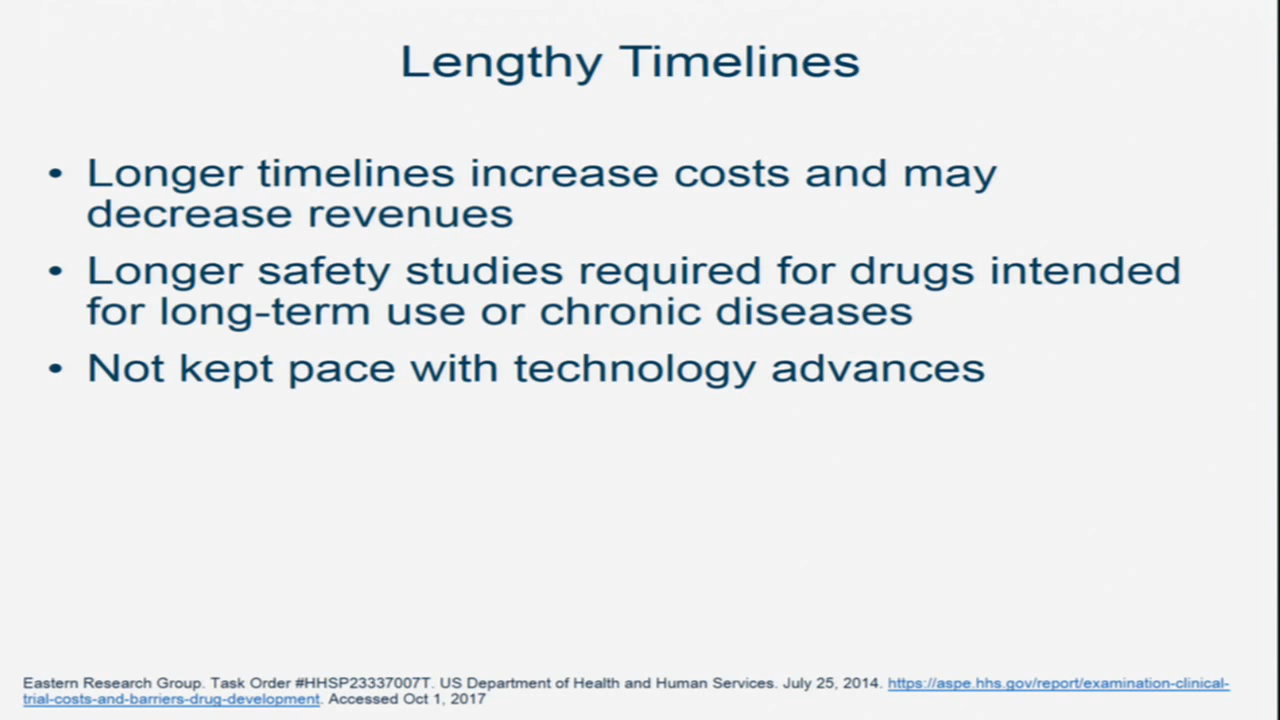 Lengthy Timelines
• Longer timelines increase costs and may
decrease revenues
• Longer safety studies required for drugs intended
for long-term use or chronic diseases
• Not kept pace with technology advances
Eastern Research Group. Task Order #HHSP23337007T. US Department of Health and Human Services. July 25, 2014. https://aspe.hhs.gov/report/examination-clinical-
trial-costs-and-barriers-drug-development. Accessed Oct 1, 2017